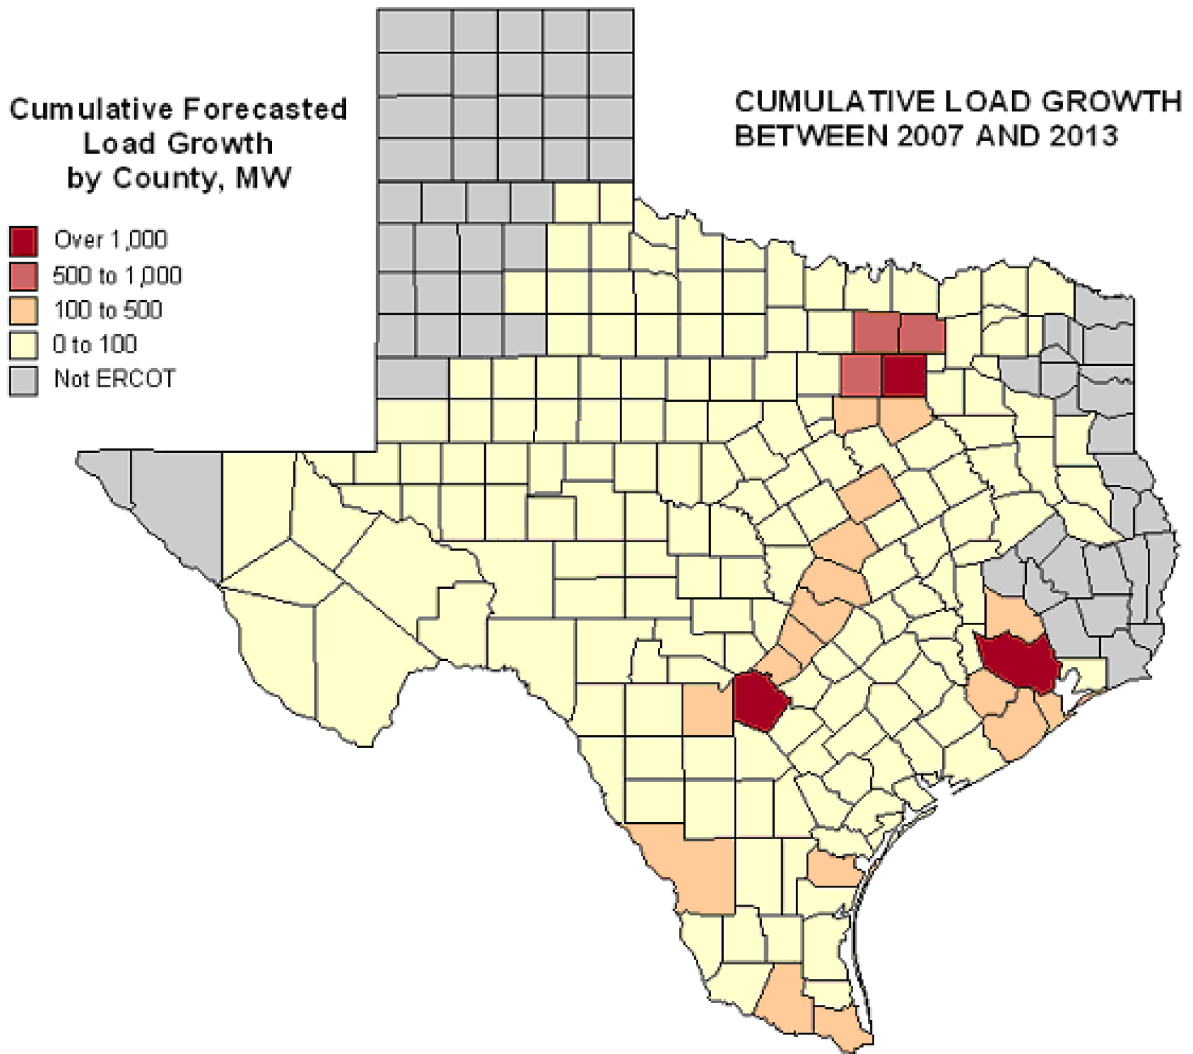 Cumulative Forecasted
Load Growth
by County, MW
Over 1,000
500 to 1,000
100 to 500
0 to 100
Not ERCOT
CUMULATIVE LOAD GROWTH
BETWEEN 2007 AND 2013